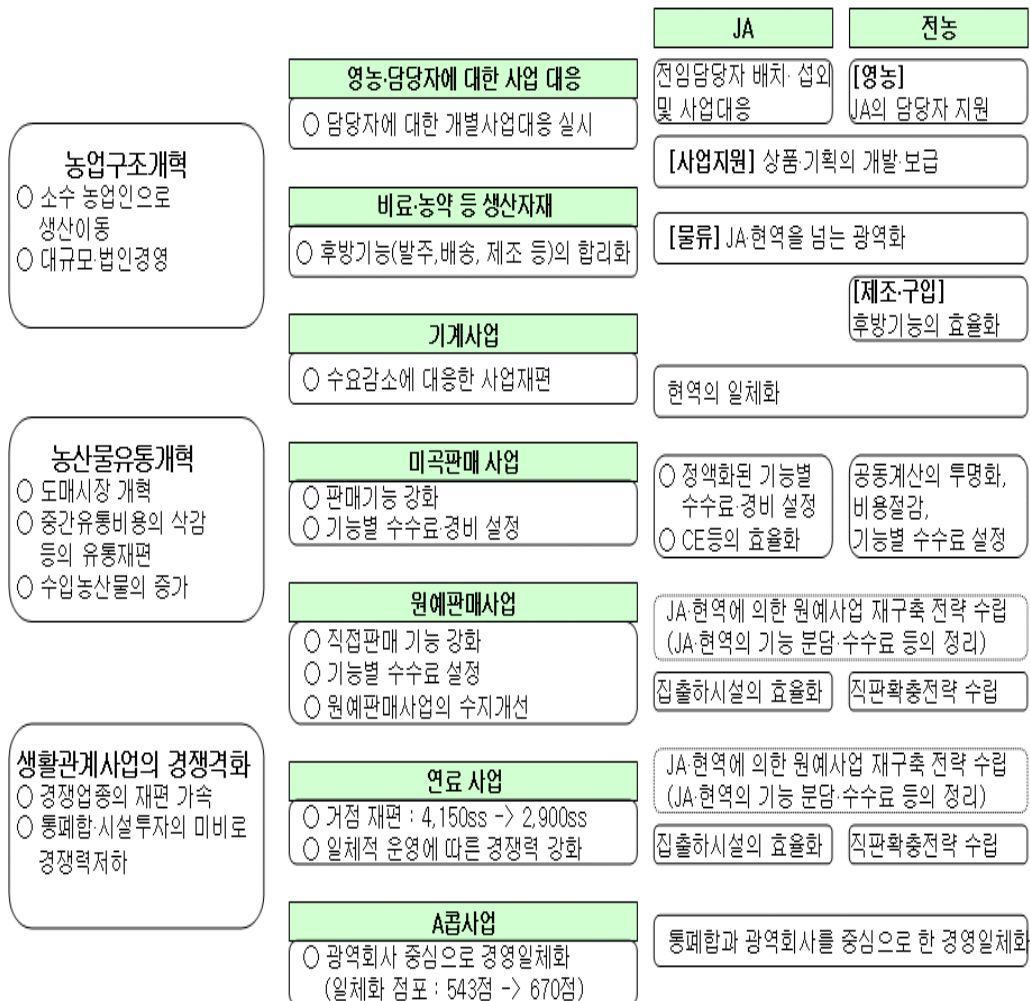 JA
전농
농업구조개혁
○ 소수 농업인으로
생산이동
○ 대규모·법인경영
농산물유통개혁
○ 도매시장 개혁
○ 중간유통비용의 삭감
등의 유통재편
○ 수입농산물의 증가
생활관계사업의 경쟁격화
○ 경쟁업종의 재편 가속
○ 통폐합·시설투자의 미비로
경쟁력저하
영농·담당자에 대한 사업 대응
○ 담당자에 대한 개별사업대응 실시
비료·농약 등 생산자재
○ 후방기능(발주,배송, 제조 등)의 합리화
기계사업
○ 수요감소에 대응한 사업재편
미곡판매 사업
○ 판매기능 강화
○ 기능별 수수료·경비 설정
원예판매사업
○ 직접판매 기능 강화
○ 기능별 수수료 설정
○ 원예판매사업의 수지개선
연료 사업
○ 거점 재편 : 4,150ss -> 2,900ss
○ 일체적 운영에 따른 경쟁력 강화
A콥사업
○ 광역회사 중심으로 경영일체화
(일체화 점포 : 543점 -> 670점)
전임담당자 배치· 섭외
및 사업대응
[영농]
JA의 담당자 지원
[사업지원] 상품·기획의 개발·보급
[물류] JA·현역을 넘는 광역화
[제조·구입]
후방기능의 효율화
현역의 일체화
○ 정액화된 기능별
수수료·경비 설정
○ CE등의 효율화
공동계산의 투명화,
비용절감,
기능별 수수료 설정
JA·현역에 의한 원예사업 재구축 전략 수립
(JA·현역의 기능 분담·수수료 등의 정리)
집출하시설의 효율화
직판확충전략 수립
JA·현역에 의한 원예사업 재구축 전략 수립
(JA·현역의 기능 분담·수수료 등의 정리)
집출하시설의 효율화
직판확충전략 수립
통폐합과 광역회사를 중심으로 한 경영일체화